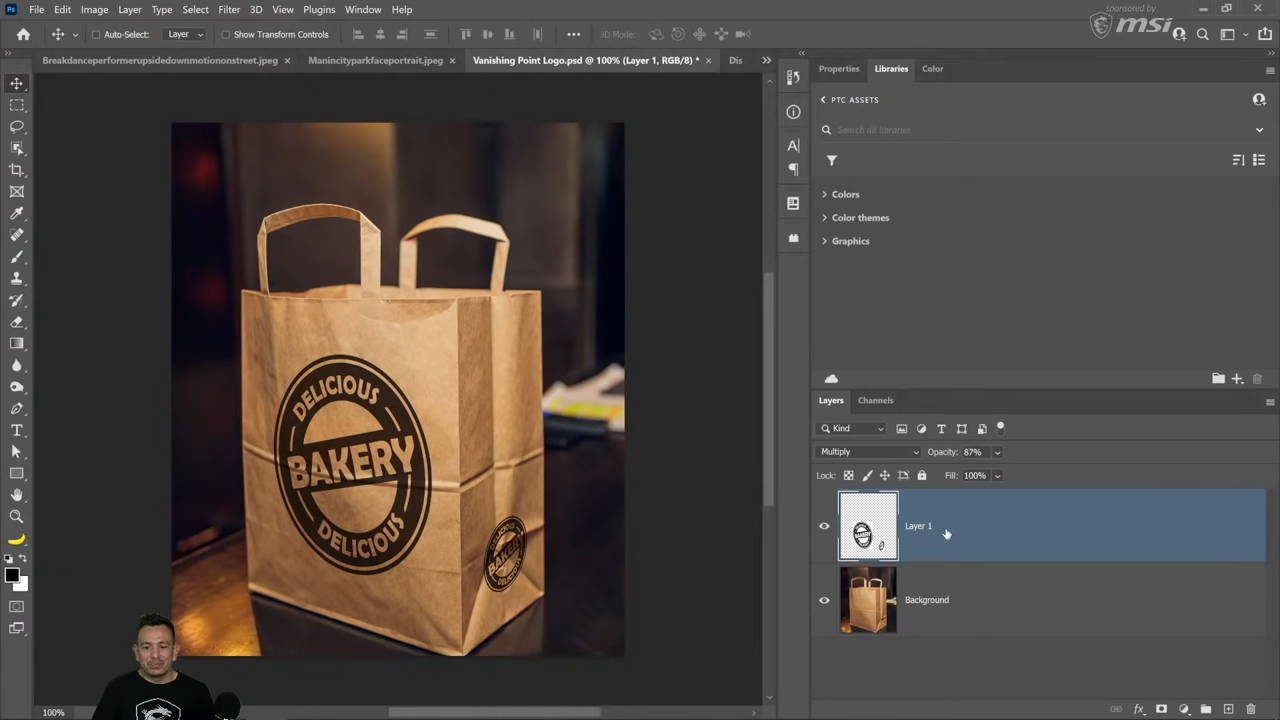 Ps File Edit Image Layer Type Select Filter 3D View Plugins Window Help
sponsored by
msi
Auto-Select: Layer Show Transform Controls 3D Mode:
Breakdanceperformerupsidedownmotiononstreet.jpeg × Manincityparkfaceportrait.jpeg × Vanishing Point Logo.psd @ 100% (Layer 1, RGB/8) * × Dis
Properties Libraries Color
PTC ASSETS
Search all libraries
Colors
Color themes
Graphics
DELICIOUS
BAKERY
DELICIOUS
DELICIOUS
BAKERY
DELICIOUS
Layers Channels
Kind
Multiply Opacity: 87%
Lock: Fill: 100%
Layer 1
Background
100%